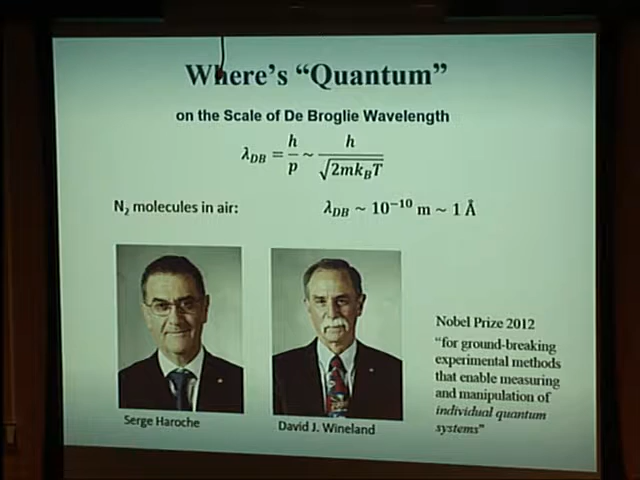 Where's “Quantum”
on the Scale of De Broglie Wavelength
λ_DB = h/p ~ h/√(2mk_BT)
N₂ molecules in air: λ_DB ~ 10⁻¹⁰ m ~ 1 Å
Nobel Prize 2012
“for ground-breaking
experimental methods
that enable measuring
and manipulation of
individual quantum
systems”
Serge Haroche
David J. Wineland